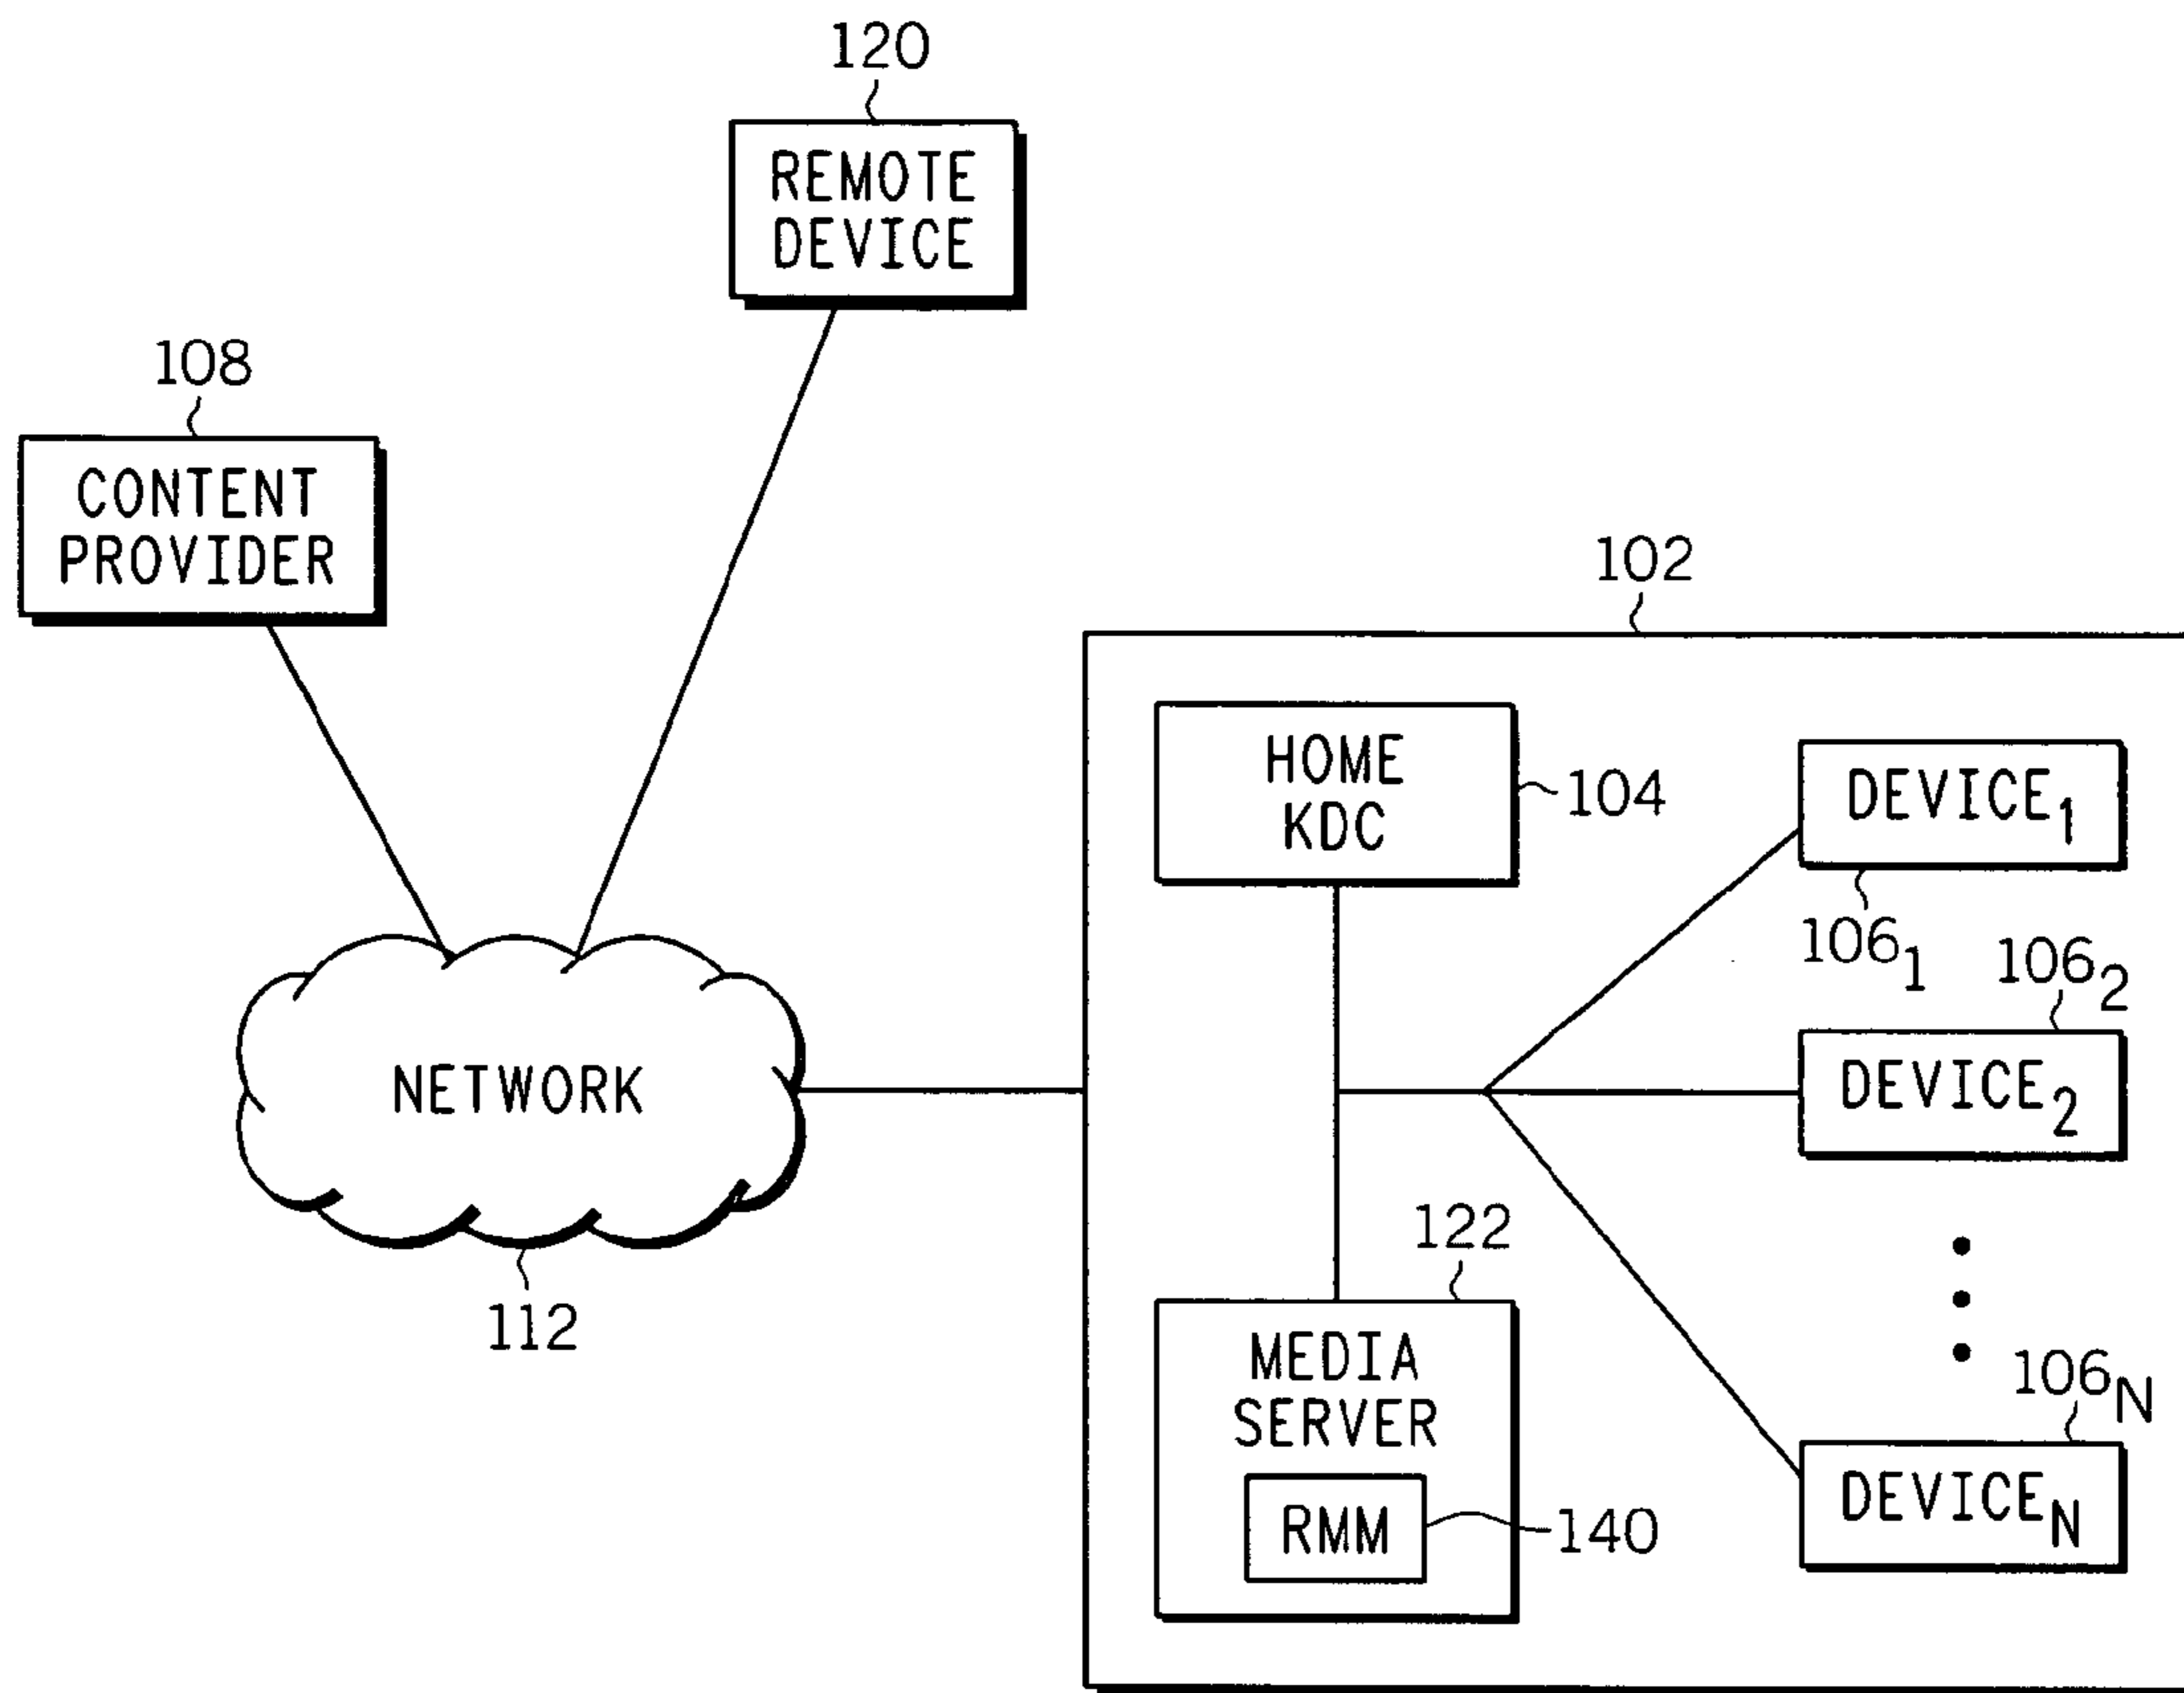 120
REMOTE
DEVICE
108
CONTENT
PROVIDER
102
HOME
KDC
104
DEVICE₁
106₁
106₂
DEVICE₂
NETWORK
112
122
MEDIA
SERVER
RMM
140
106N
DEVICEN